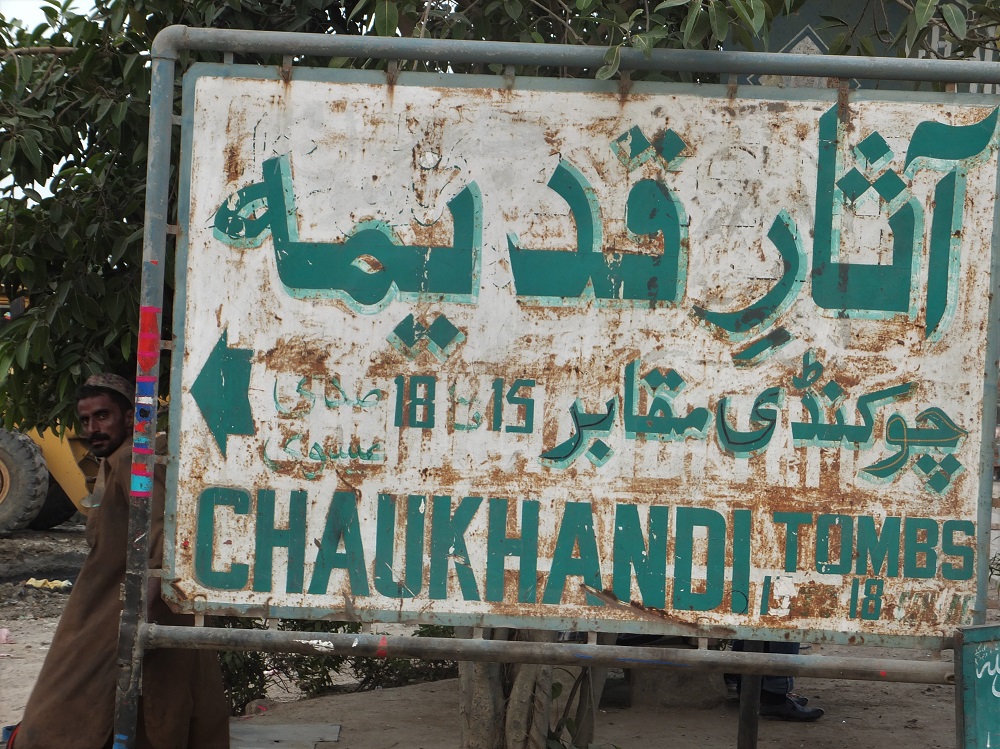 آثارِ قدیمہ
چوکنڈی مقابر 15 تا 18 صدی
عیسوی
CHAUKHANDI TOMBS
18